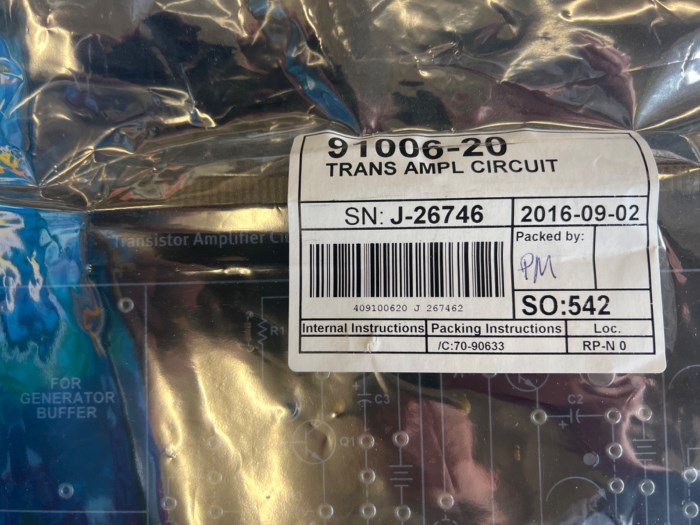 91006-20
TRANS AMPL CIRCUIT
SN: J-26746
2016-09-02
Packed by:
PM
409100620 J 267462
SO:542
Internal Instructions
Packing Instructions
Loc.
/C:70-90633
RP-N 0
Transistor Amplifier
R1
FOR
GENERATOR
BUFFER
C3
C2
Q1